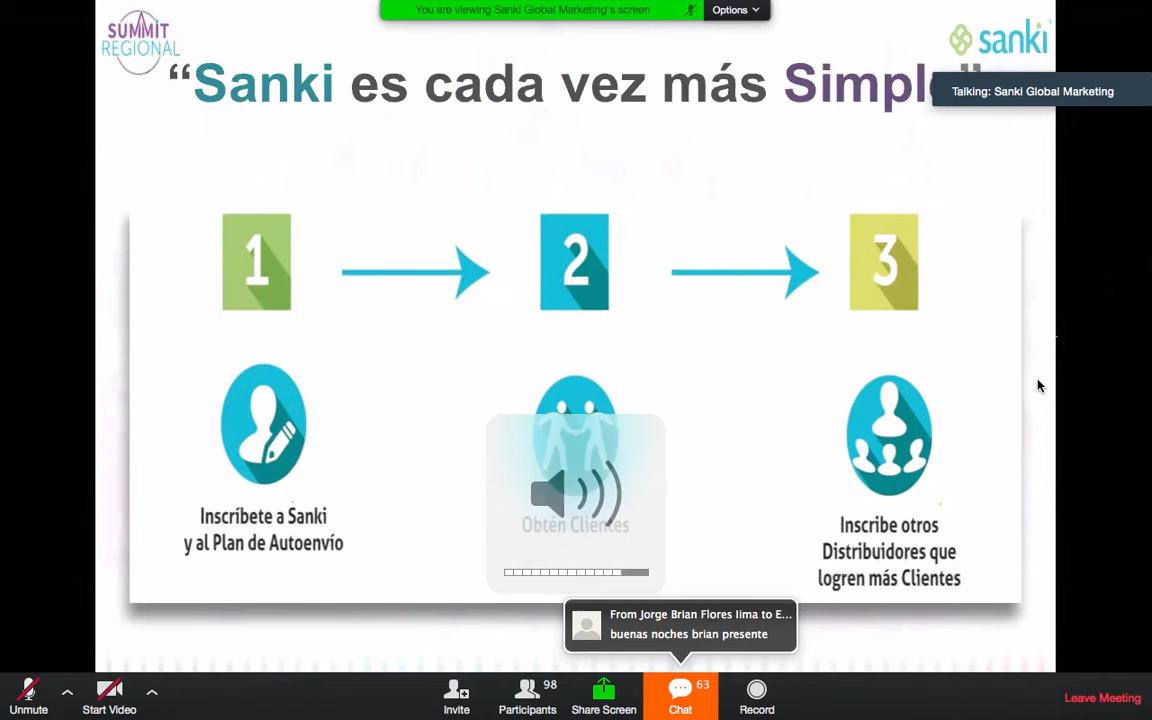 You are viewing Sanki Global Marketing's screen
Options
SUMMIT
REGIONAL
sanki
“Sanki es cada vez más Simpl
Talking: Sanki Global Marketing
1
2
3
Inscríbete a Sanki
y al Plan de Autoenvío
Obtén Clientes
Inscribe otros
Distribuidores que
logren más Clientes
From Jorge Brian Flores lima to E...
buenas noches brian presente
Unmute
Start Video
Invite
98
Participants
Share Screen
63
Chat
Record
Leave Meeting